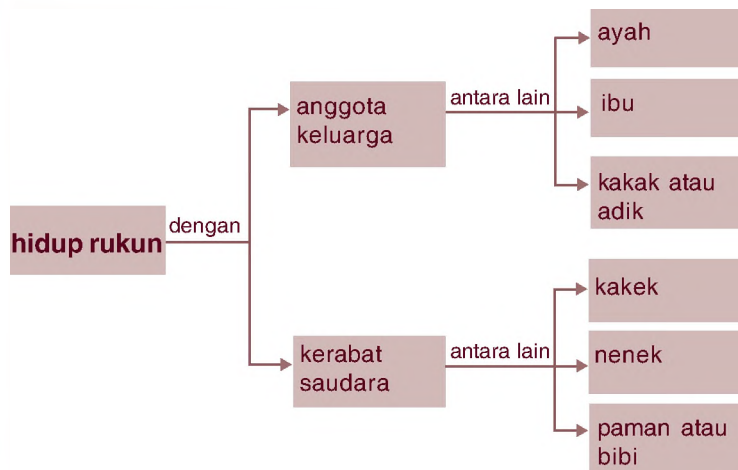 hidup rukun
dengan
anggota
keluarga
antara lain
ayah
ibu
kakak atau
adik
kerabat
saudara
antara lain
kakek
nenek
paman atau
bibi